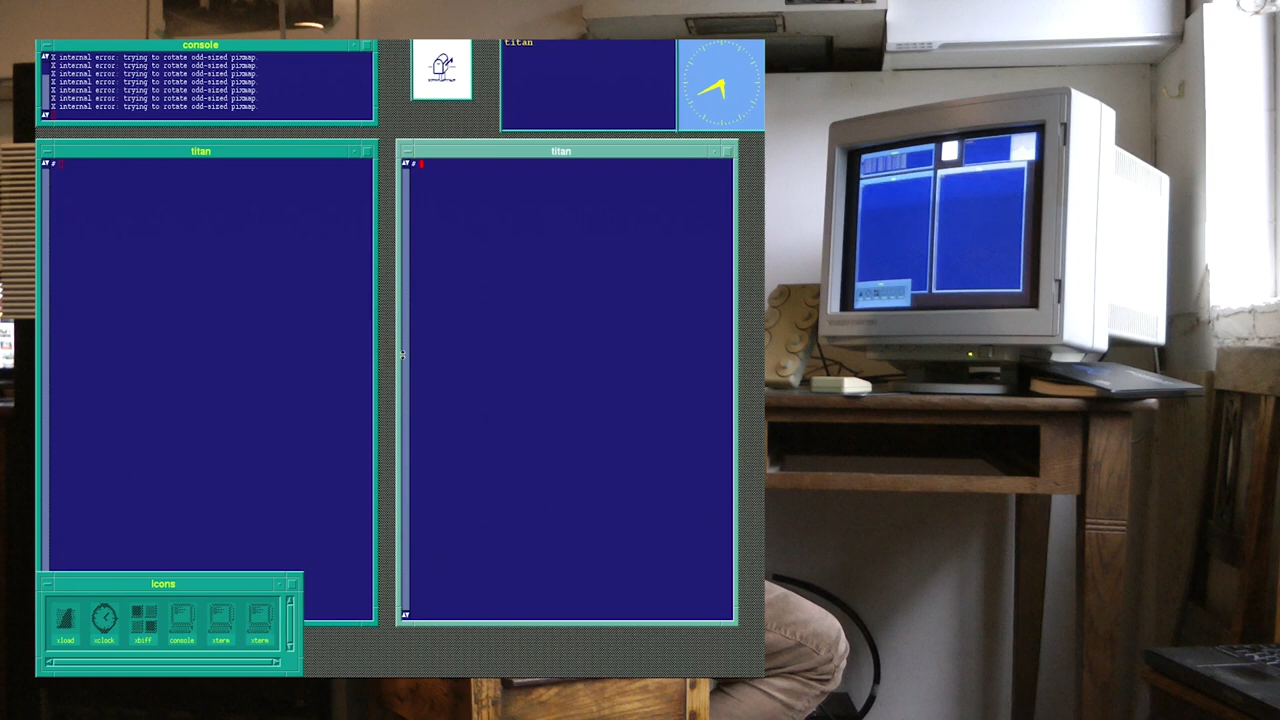 console
X internal error: trying to rotate odd-sized pixmap.
X internal error: trying to rotate odd-sized pixmap.
X internal error: trying to rotate odd-sized pixmap.
X internal error: trying to rotate odd-sized pixmap.
X internal error: trying to rotate odd-sized pixmap.
X internal error: trying to rotate odd-sized pixmap.
X internal error: trying to rotate odd-sized pixmap.
titan
titan
#
titan
#
Icons
xload
xclock
xbiff
console
xterm
xterm